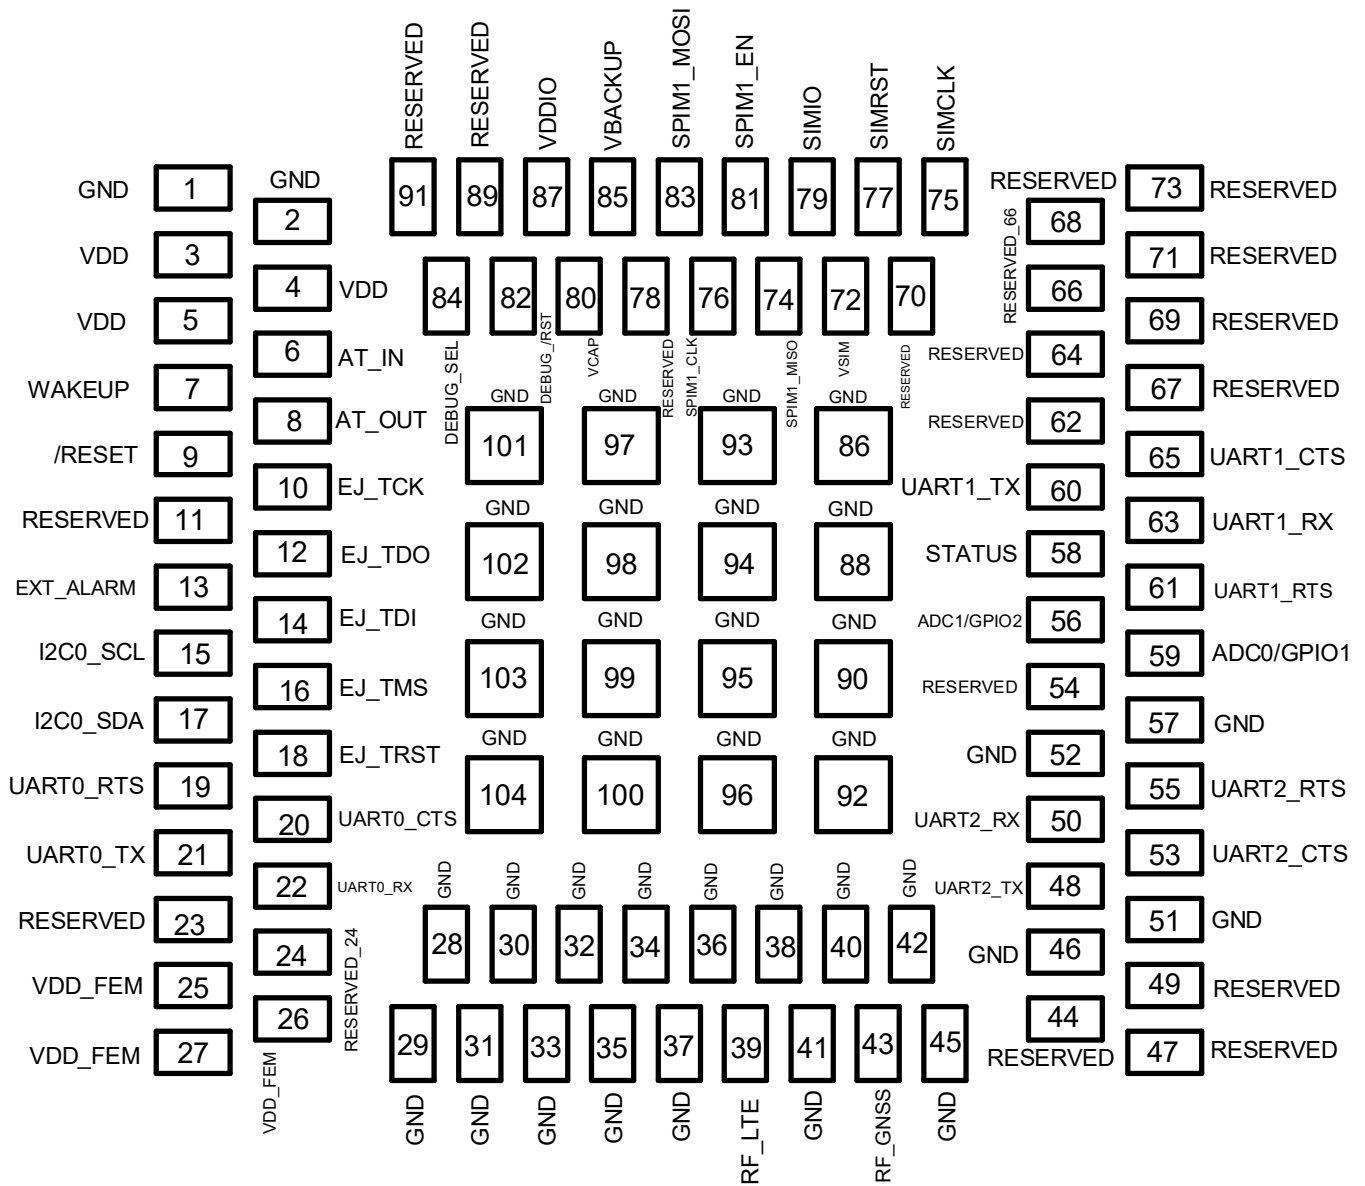 RESERVED
RESERVED
VDDIO
VBACKUP
SPIM1_MOSI
SPIM1_EN
SIMIO
SIMRST
SIMCLK
91
89
87
85
83
81
79
77
75
84
82
80
78
76
74
72
70
DEBUG_SEL
DEBUG_/RST
VCAP
RESERVED
SPIM1_CLK
SPIM1_MISO
VSIM
RESERVED
GND 1
GND
2
VDD 3
4 VDD
VDD 5
6 AT_IN
WAKEUP 7
8 AT_OUT
/RESET 9
10 EJ_TCK
RESERVED 11
12 EJ_TDO
EXT_ALARM 13
14 EJ_TDI
I2C0_SCL 15
16 EJ_TMS
I2C0_SDA 17
18 EJ_TRST
UART0_RTS 19
20 UART0_CTS
UART0_TX 21
22 UART0_RX
RESERVED 23
24 RESERVED_24
VDD_FEM 25
26
VDD_FEM
VDD_FEM 27
GND GND GND GND
101 97 93 86
GND GND GND GND
102 98 94 88
GND GND GND GND
103 99 95 90
GND GND GND GND
104 100 96 92
GND GND GND GND GND GND GND GND
28 30 32 34 36 38 40 42
29 31 33 35 37 39 41 43 45
GND
GND
GND
GND
GND
RF_LTE
GND
RF_GNSS
GND
RESERVED
68
73 RESERVED
RESERVED_66 66
71 RESERVED
69 RESERVED
RESERVED 64
67 RESERVED
RESERVED 62
65 UART1_CTS
UART1_TX 60
63 UART1_RX
STATUS 58
61 UART1_RTS
ADC1/GPIO2 56
59 ADC0/GPIO1
RESERVED 54
57 GND
GND 52
55 UART2_RTS
UART2_RX 50
53 UART2_CTS
UART2_TX 48
51 GND
GND 46
49 RESERVED
44
RESERVED
47 RESERVED